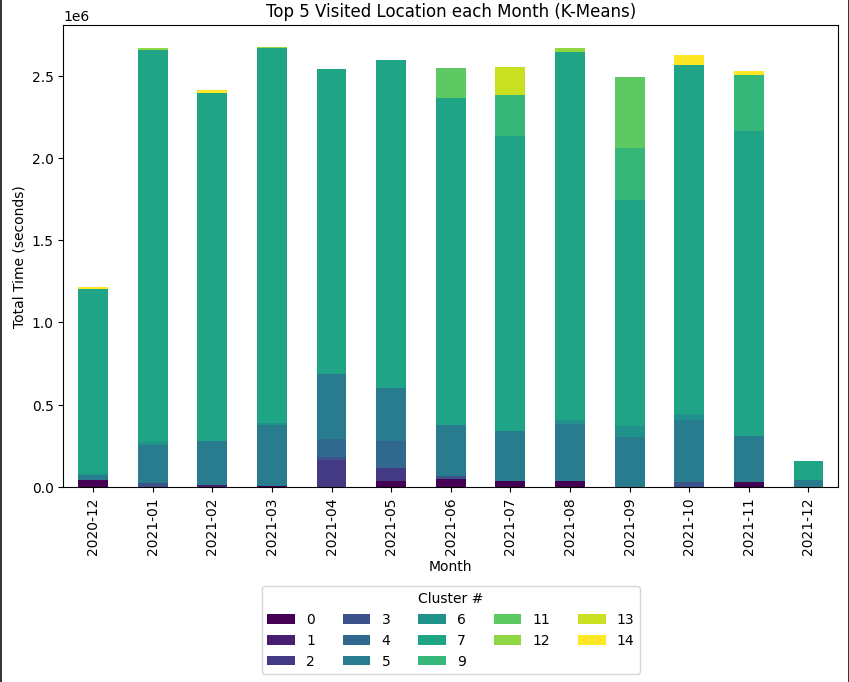 Top 5 Visited Location each Month (K-Means)
1e6
2.5
2.0
1.5
1.0
0.5
0.0
Total Time (seconds)
2020-12
2021-01
2021-02
2021-03
2021-04
2021-05
2021-06
2021-07
2021-08
2021-09
2021-10
2021-11
2021-12
Month
Cluster #
0 3 6 11 13
1 4 7 12 14
2 5 9